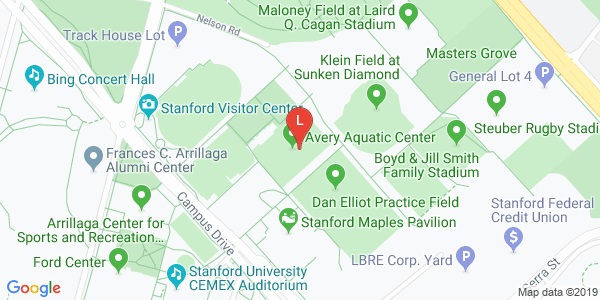 Maloney Field at Laird
Q. Cagan Stadium
Nelson Rd
Track House Lot
Masters Grove
Klein Field at
Sunken Diamond
General Lot 4
Bing Concert Hall
Stanford Visitor Center
L
Steuber Rugby Stadi
Avery Aquatic Center
Frances C. Arrillaga
Alumni Center
Boyd & Jill Smith
Family Stadium
Dan Elliot Practice Field
Stanford Federal
Credit Union
Arrillaga Center for
Sports and Recreation...
Campus Drive
Stanford Maples Pavilion
Ford Center
LBRE Corp. Yard
Serra St
Stanford University
CEMEX Auditorium
Google
Map data ©2019